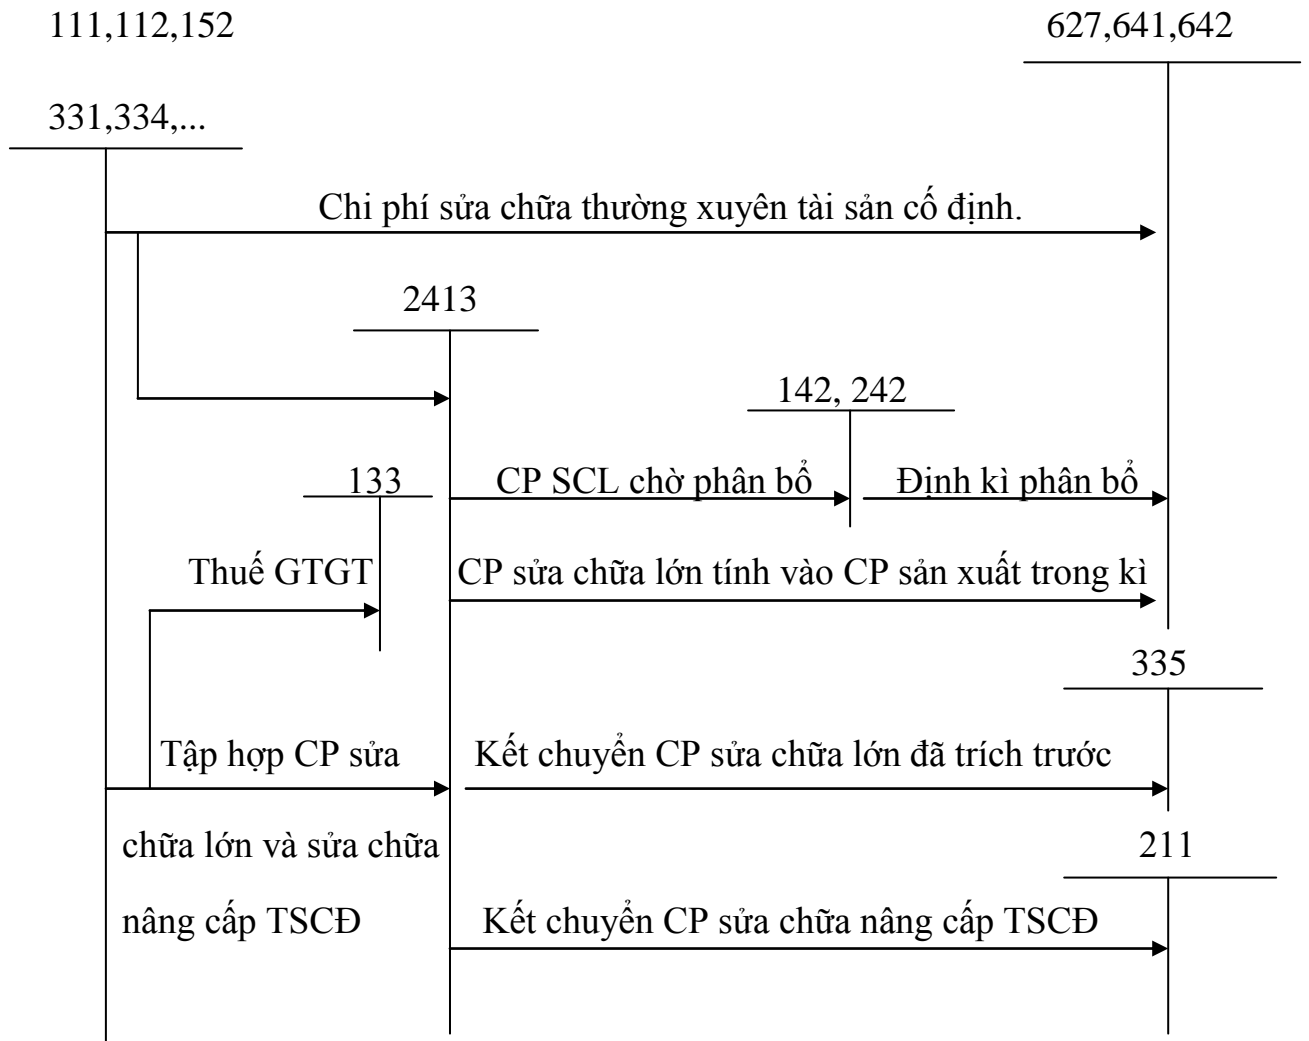 111,112,152
627,641,642
331,334,...
Chi phí sửa chữa thường xuyên tài sản cố định.
2413
142, 242
133
CP SCL chờ phân bổ
Định kì phân bổ
Thuế GTGT
CP sửa chữa lớn tính vào CP sản xuất trong kì
335
Tập hợp CP sửa
Kết chuyển CP sửa chữa lớn đã trích trước
chữa lớn và sửa chữa
211
nâng cấp TSCĐ
Kết chuyển CP sửa chữa nâng cấp TSCĐ